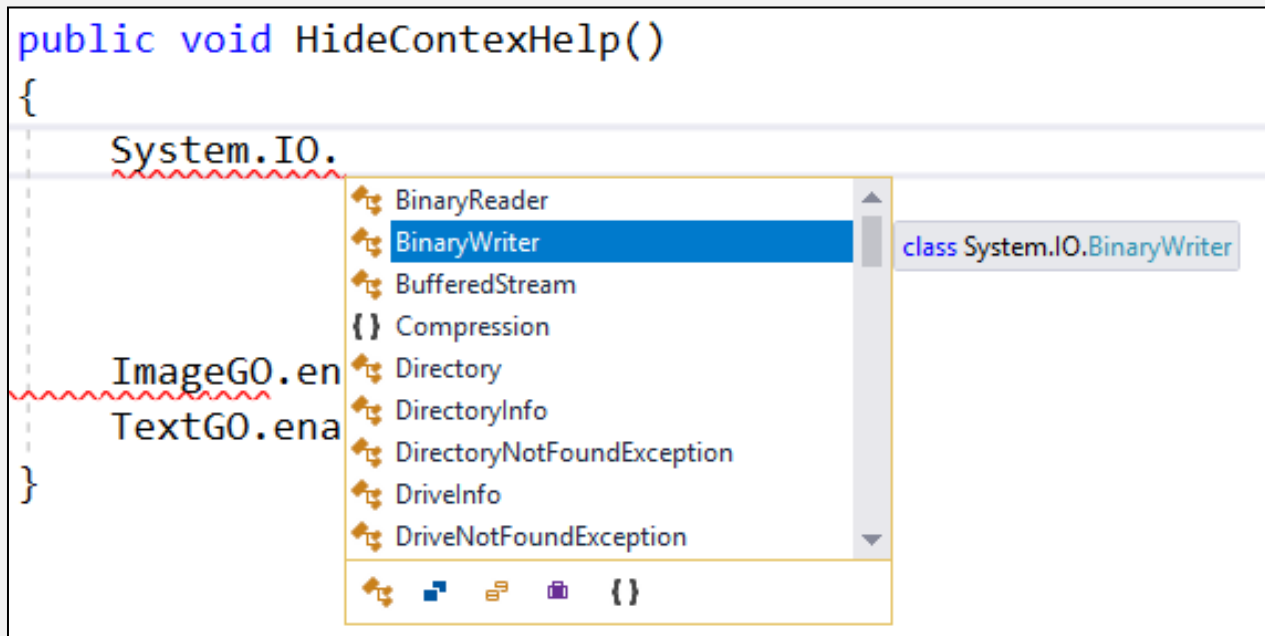 public void HideContexHelp()
{
System.IO.
BinaryReader
BinaryWriter
class System.IO.BinaryWriter
BufferedStream
{} Compression
ImageGO.en
Directory
DirectoryInfo
TextGO.ena
DirectoryNotFoundException
}
DriveInfo
DriveNotFoundException
{}